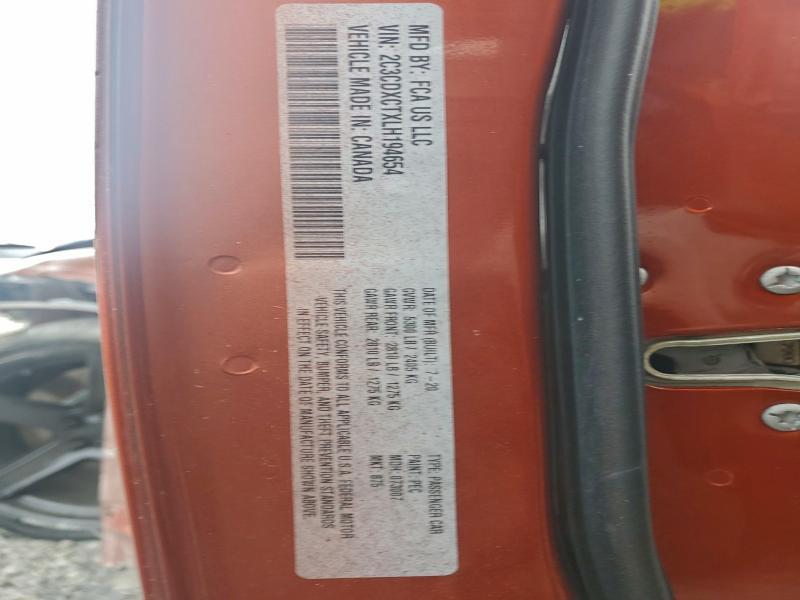 MFD BY: FCA US LLC
VIN: 2C3CDXCTXLH194654
VEHICLE MADE IN: CANADA
DATE OF MFR (BUILT): 7-20
GVWR: 5300 LB / 2405 KG
GAWR FRONT: 2810 LB / 1275 KG
GAWR REAR: 2810 LB / 1275 KG
TYPE: PASSENGER CAR
PAINT: PEC
MDH: 073007
MKT: 875
THIS VEHICLE CONFORMS TO ALL APPLICABLE U.S.A. FEDERAL MOTOR
VEHICLE SAFETY, BUMPER, AND THEFT PREVENTION STANDARDS
IN EFFECT ON THE DATE OF MANUFACTURE SHOWN ABOVE.